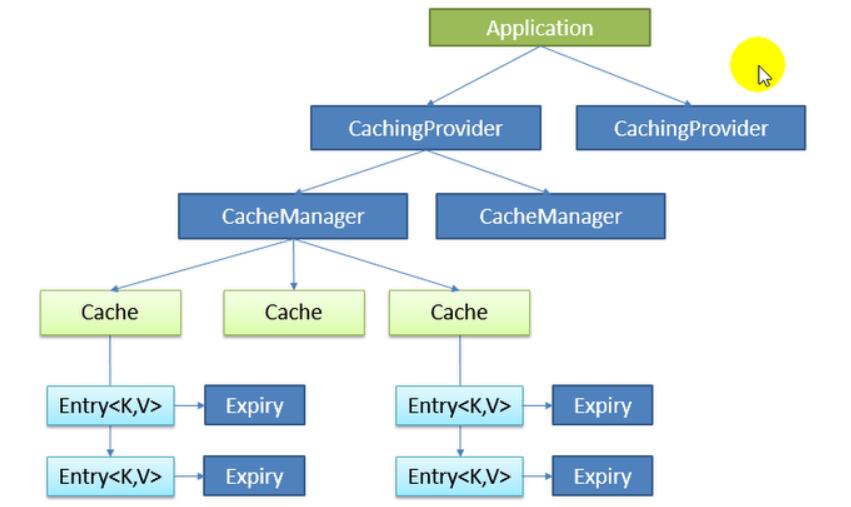 Application
CachingProvider CachingProvider
CacheManager CacheManager
Cache Cache Cache
Entry<K,V> Expiry Entry<K,V> Expiry
Entry<K,V> Expiry Entry<K,V> Expiry